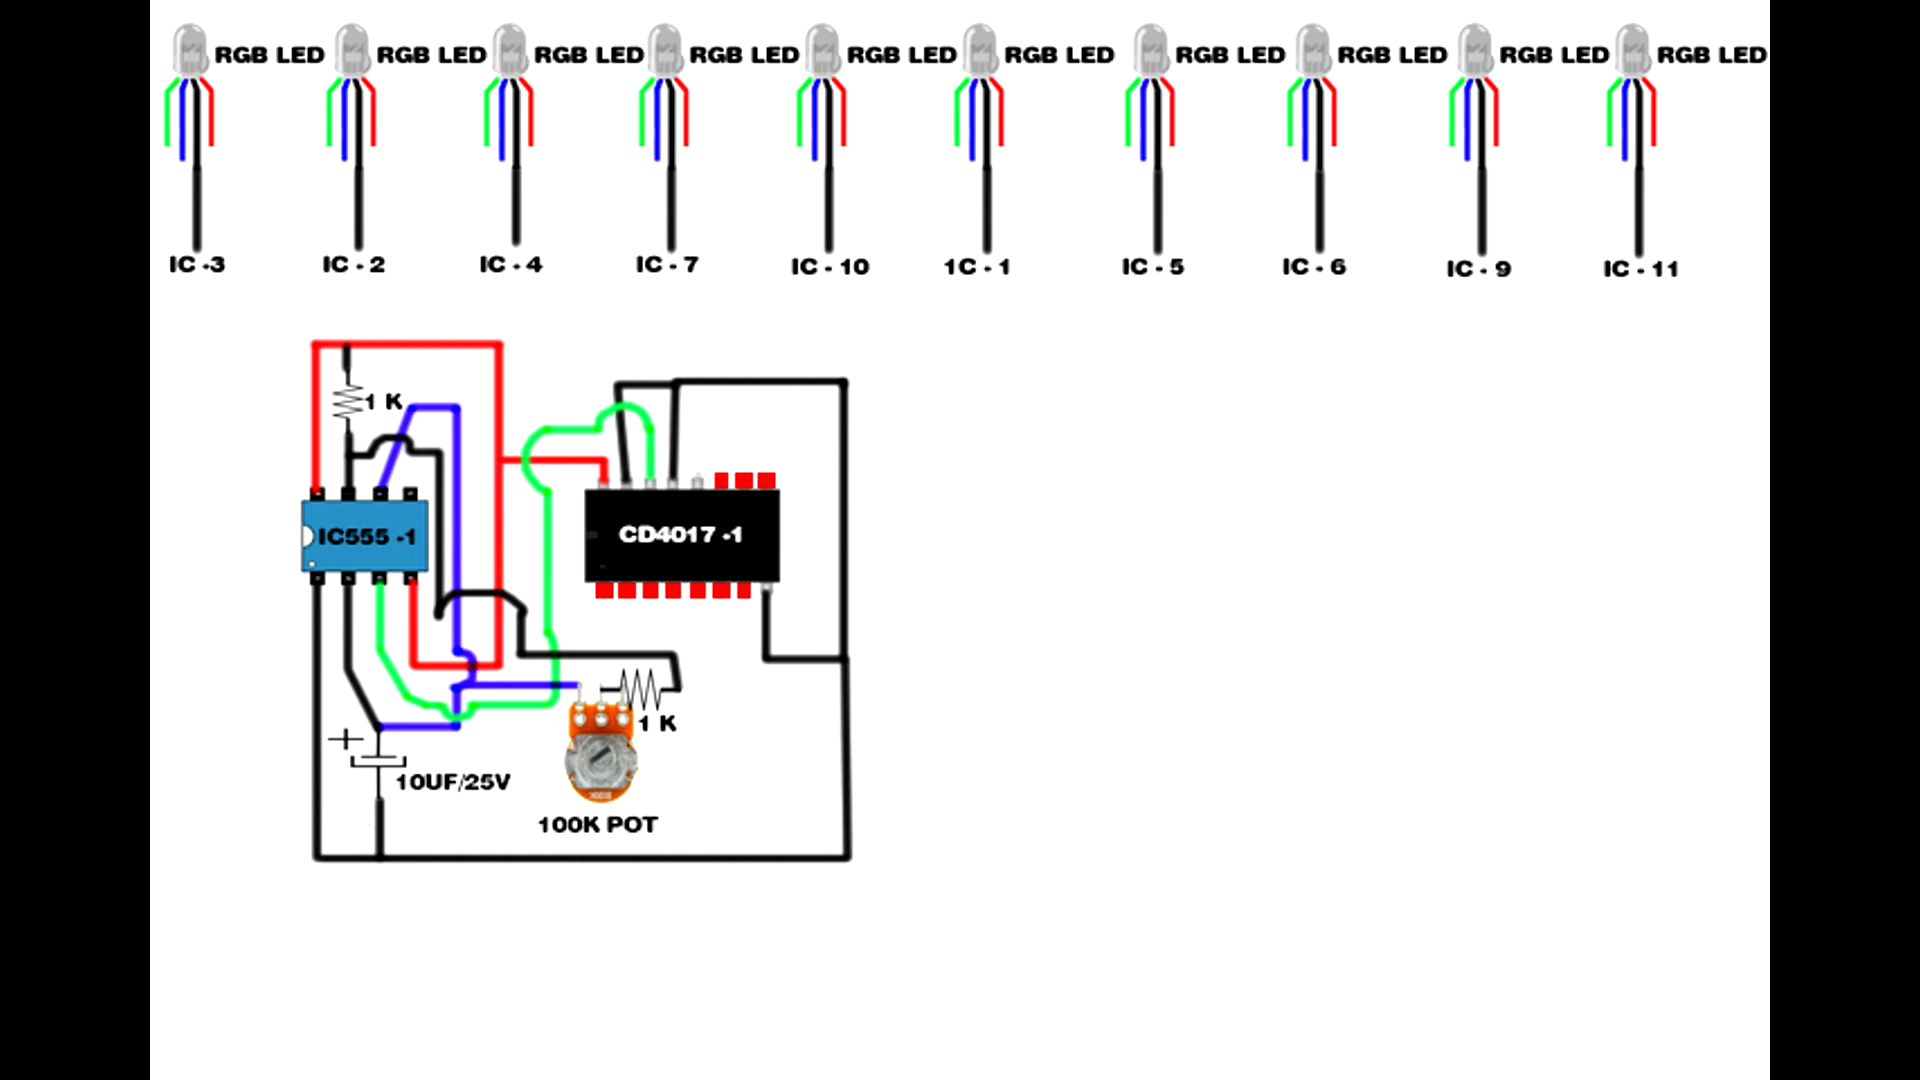 RGB LED RGB LED RGB LED RGB LED RGB LED RGB LED RGB LED RGB LED RGB LED RGB LED
IC -3 IC - 2 IC - 4 IC - 7 IC - 10 1C - 1 IC - 5 IC - 6 IC - 9 IC - 11
1 K
IC555 -1
CD4017 -1
1 K
+
10UF/25V
100K POT